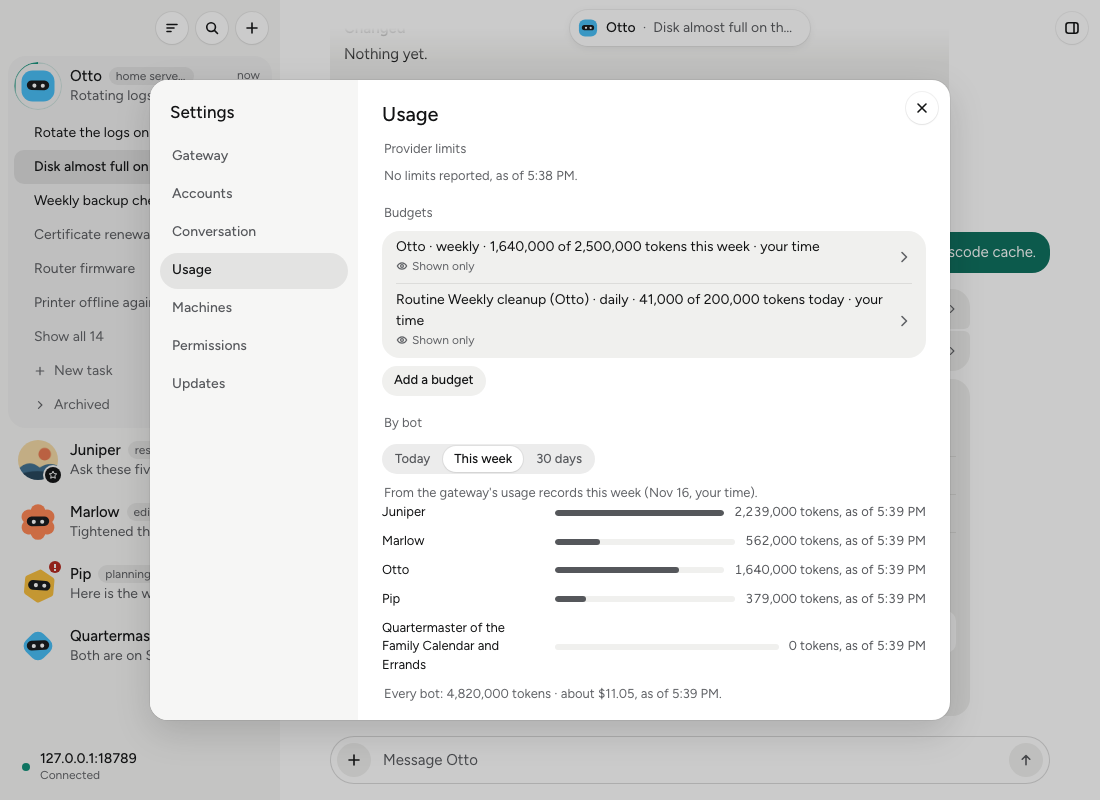 Changed
Nothing yet.
Otto · Disk almost full on th…
Otto home serve… now
Rotating logs
Rotate the logs on
Disk almost full on
Weekly backup che
Certificate renewa
Router firmware
Printer offline again
Show all 14
New task
Archived
Juniper res
Ask these five
Marlow edi
Tightened th
Pip planning
Here is the w
Quartermas
Both are on S
127.0.0.1:18789
Connected
Settings
Gateway
Accounts
Conversation
Usage
Machines
Permissions
Updates
Usage
Provider limits
No limits reported, as of 5:38 PM.
Budgets
Otto · weekly · 1,640,000 of 2,500,000 tokens this week · your time
Shown only
Routine Weekly cleanup (Otto) · daily · 41,000 of 200,000 tokens today · your
time
Shown only
Add a budget
By bot
Today This week 30 days
From the gateway's usage records this week (Nov 16, your time).
Juniper 2,239,000 tokens, as of 5:39 PM
Marlow 562,000 tokens, as of 5:39 PM
Otto 1,640,000 tokens, as of 5:39 PM
Pip 379,000 tokens, as of 5:39 PM
Quartermaster of the
Family Calendar and
Errands
0 tokens, as of 5:39 PM
Every bot: 4,820,000 tokens · about $11.05, as of 5:39 PM.
scode cache.
Message Otto